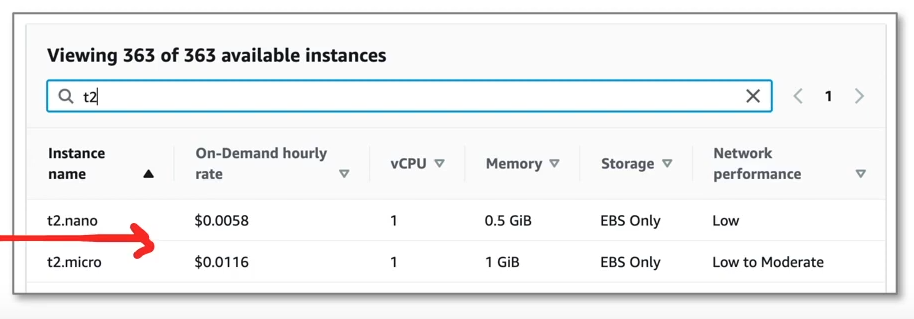 Viewing 363 of 363 available instances
t2
1
Instance name On-Demand hourly rate vCPU Memory Storage Network performance
t2.nano $0.0058 1 0.5 GiB EBS Only Low
t2.micro $0.0116 1 1 GiB EBS Only Low to Moderate